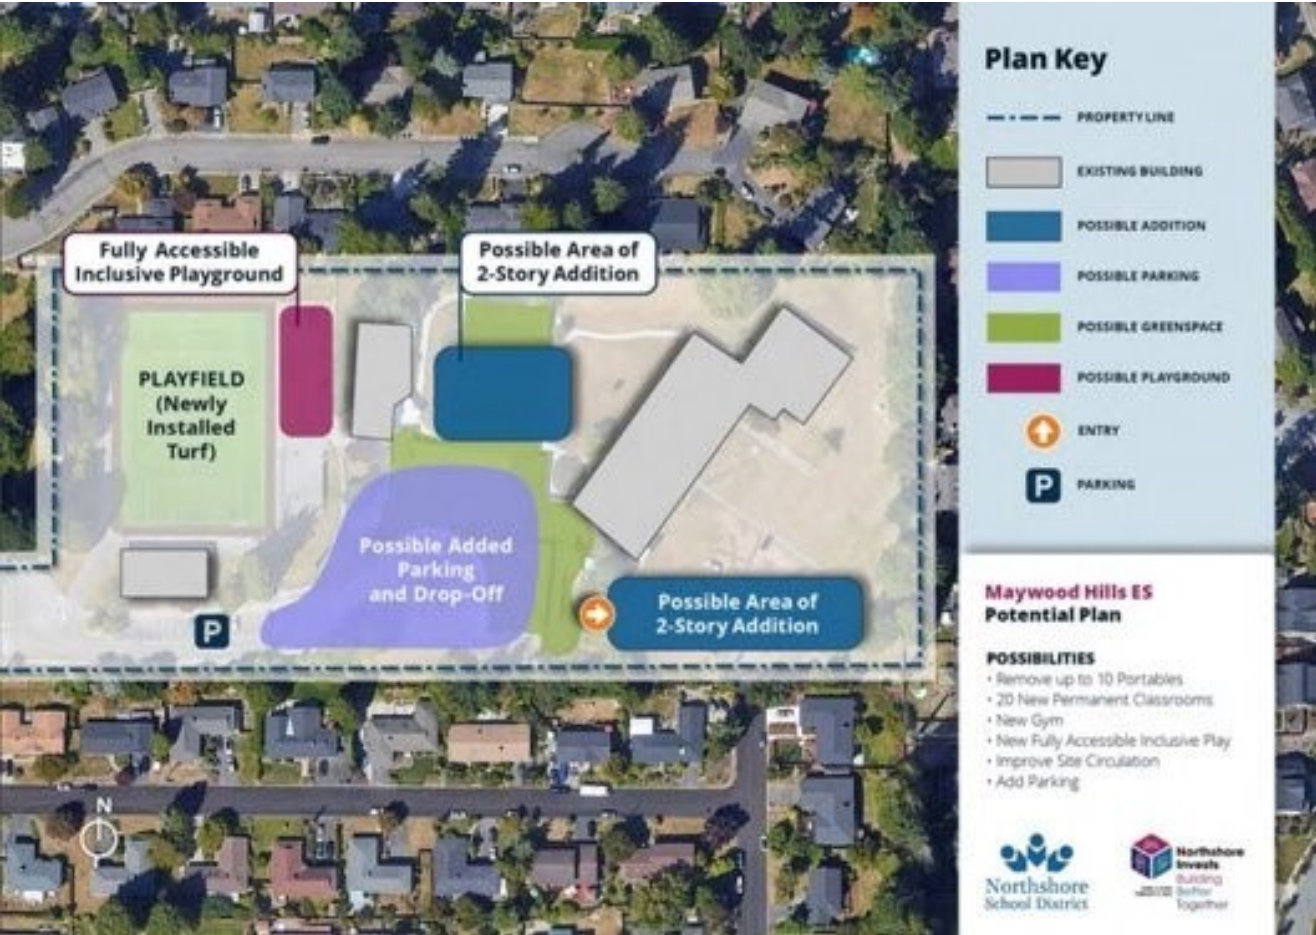 Plan Key
PROPERTY LINE
EXISTING BUILDING
POSSIBLE ADDITION
POSSIBLE PARKING
POSSIBLE GREENSPACE
POSSIBLE PLAYGROUND
ENTRY
P
PARKING
Fully Accessible
Inclusive Playground
Possible Area of
2-Story Addition
PLAYFIELD
(Newly
Installed
Turf)
Possible Added
Parking
and Drop-Off
P
Possible Area of
2-Story Addition
N
Maywood Hills ES
Potential Plan
POSSIBILITIES
• Remove up to 10 Portables
• 20 New Permanent Classrooms
• New Gym
• New Fully Accessible Inclusive Play
• Improve Site Circulation
• Add Parking
Northshore
School District
Northshore
Invests
Building
Better
Together